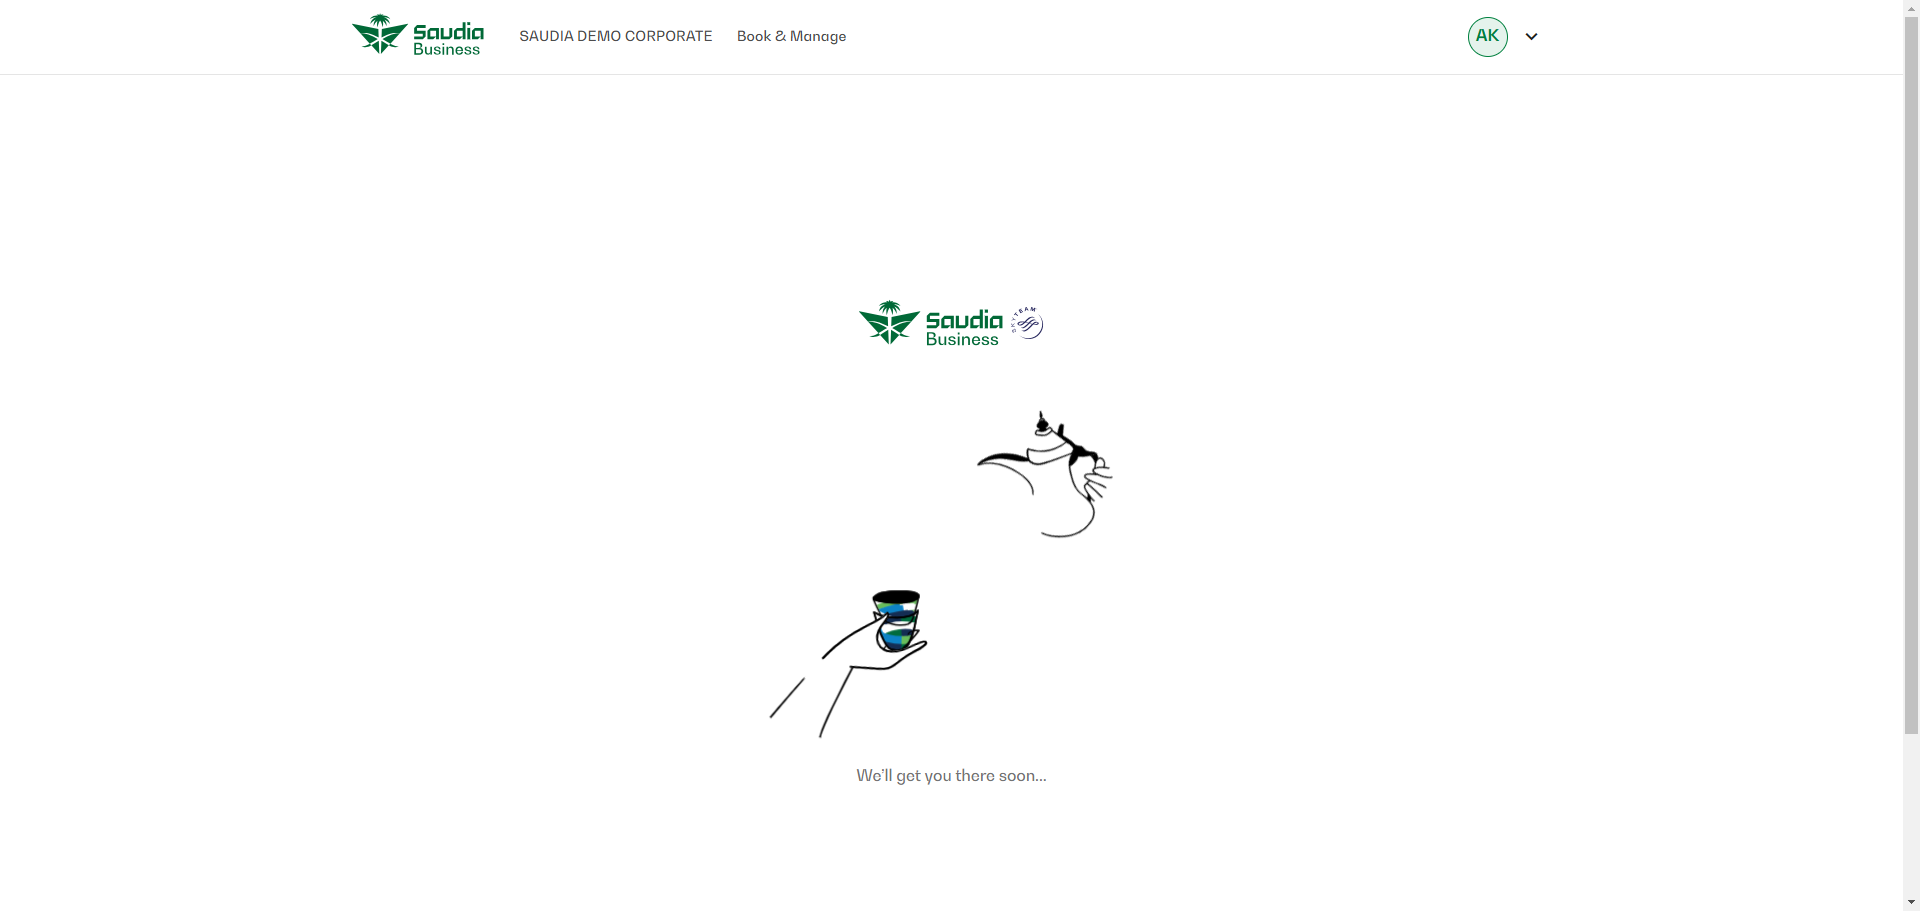 Saudia
Business
SAUDIA DEMO CORPORATE
Book & Manage
AK
Saudia
Business
SKYTEAM
We'll get you there soon...